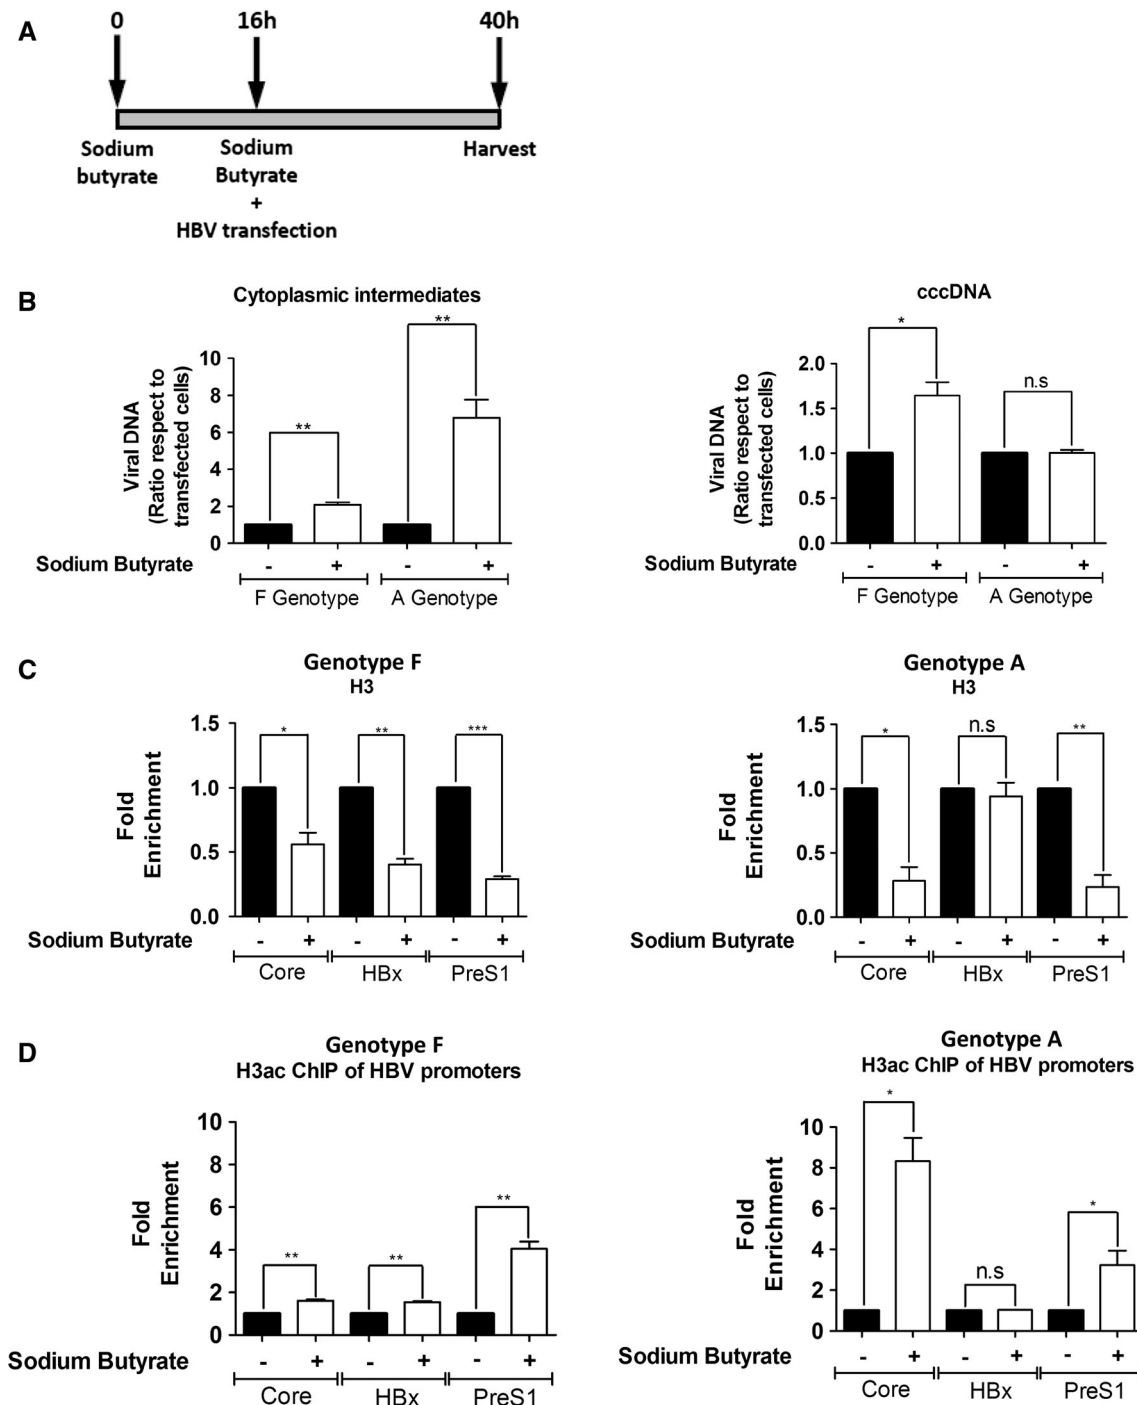 A
0 16h 40h
Sodium
butyrate
Sodium
Butyrate
+
HBV transfection
Harvest
B
Cytoplasmic intermediates
Viral DNA
(Ratio respect to
transfected cells)
10
8
6
4
2
0
**
**
Sodium Butyrate - + - +
F Genotype A Genotype
cccDNA
Viral DNA
(Ratio respect to
transfected cells)
2.0
1.5
1.0
0.5
0.0
*
n.s
Sodium Butyrate - + - +
F Genotype A Genotype
C
Genotype F
H3
Fold
Enrichment
1.5
1.0
0.5
0.0
* ** ***
Sodium Butyrate - + - + - +
Core HBx PreS1
Genotype A
H3
Fold
Enrichment
1.5
1.0
0.5
0.0
* n.s **
Sodium Butyrate - + - + - +
Core HBx PreS1
D
Genotype F
H3ac ChIP of HBV promoters
Fold
Enrichment
10
8
6
4
2
0
** ** **
Sodium Butyrate - + - + - +
Core HBx PreS1
Genotype A
H3ac ChIP of HBV promoters
Fold
Enrichment
10
8
6
4
2
0
* n.s *
Sodium Butyrate - + - + - +
Core HBx PreS1